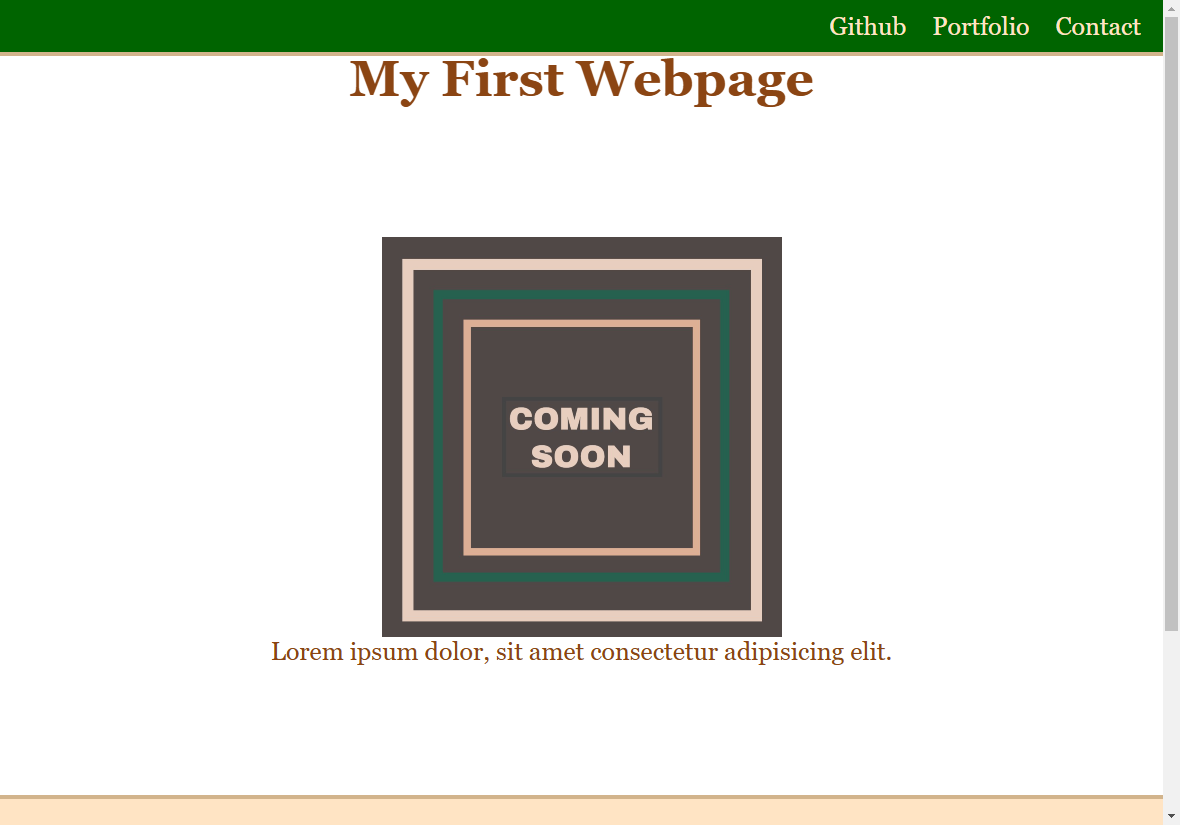 Github Portfolio Contact
My First Webpage
COMING
SOON
Lorem ipsum dolor, sit amet consectetur adipisicing elit.